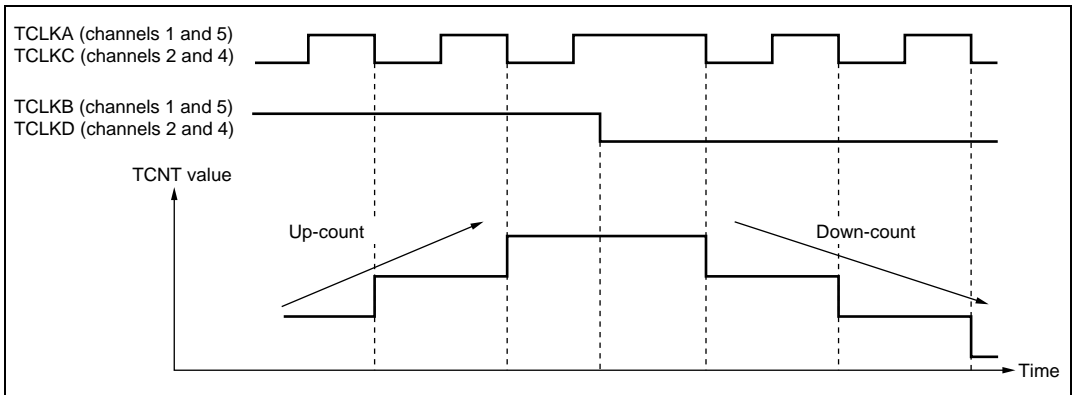 TCLKA (channels 1 and 5)
TCLKC (channels 2 and 4)
TCLKB (channels 1 and 5)
TCLKD (channels 2 and 4)
TCNT value
Up-count
Down-count
Time